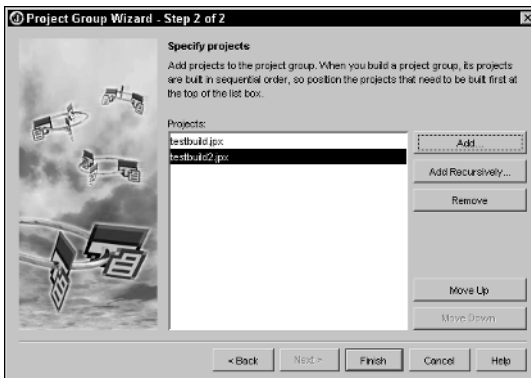 Project Group Wizard - Step 2 of 2
Specify projects
Add projects to the project group. When you build a project group, its projects
are built in sequential order, so position the projects that need to be built first at
the top of the list box.
Projects:
testbuild.jpx
testbuild2.jpx
Add...
Add Recursively...
Remove
Move Up
Move Down
< Back
Next >
Finish
Cancel
Help